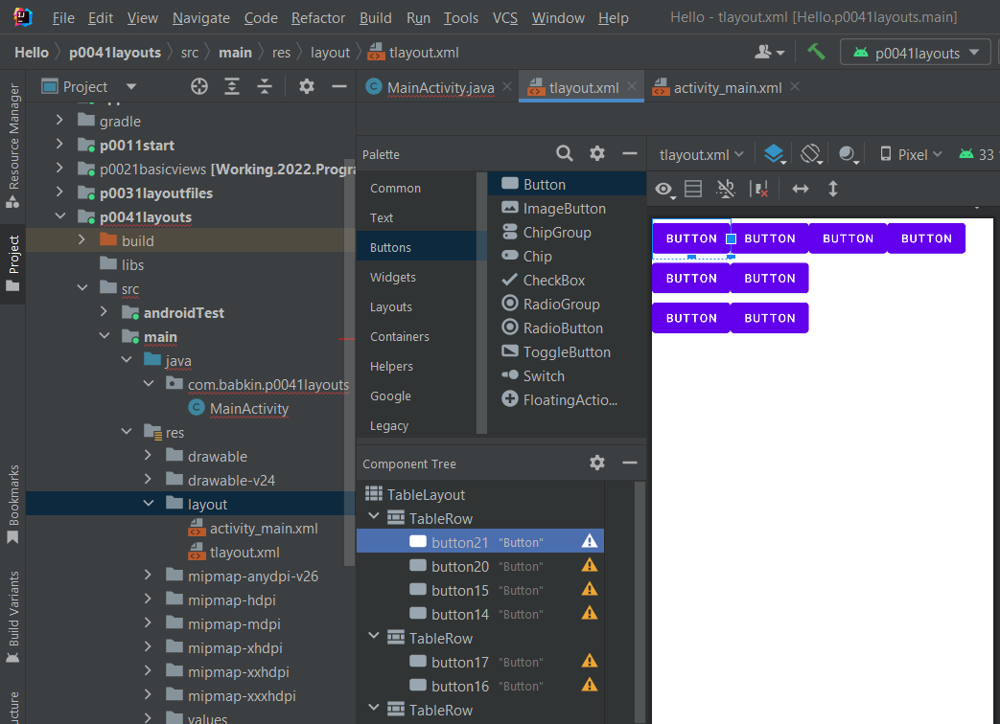 File Edit View Navigate Code Refactor Build Run Tools VCS Window Help Hello - tlayout.xml [Hello.p0041layouts.main]
Hello p0041layouts src main res layout tlayout.xml p0041layouts
Project MainActivity.java tlayout.xml activity_main.xml
Resource Manager
Project
Bookmarks
Build Variants
gradle
p0011start
p0021basicviews [Working.2022.Progra
p0031layoutfiles
p0041layouts
build
libs
src
androidTest
main
java
com.babkin.p0041layouts
MainActivity
res
drawable
drawable-v24
layout
activity_main.xml
tlayout.xml
mipmap-anydpi-v26
mipmap-hdpi
mipmap-mdpi
mipmap-xhdpi
mipmap-xxhdpi
mipmap-xxxhdpi
values
Palette
Common
Text
Buttons
Widgets
Layouts
Containers
Helpers
Google
Legacy
Button
ImageButton
ChipGroup
Chip
CheckBox
RadioGroup
RadioButton
ToggleButton
Switch
FloatingActio...
Component Tree
TableLayout
TableRow
button21 "Button"
button20 "Button"
button15 "Button"
button14 "Button"
TableRow
button17 "Button"
button16 "Button"
TableRow
tlayout.xml Pixel 33
BUTTON BUTTON BUTTON BUTTON
BUTTON BUTTON
BUTTON BUTTON